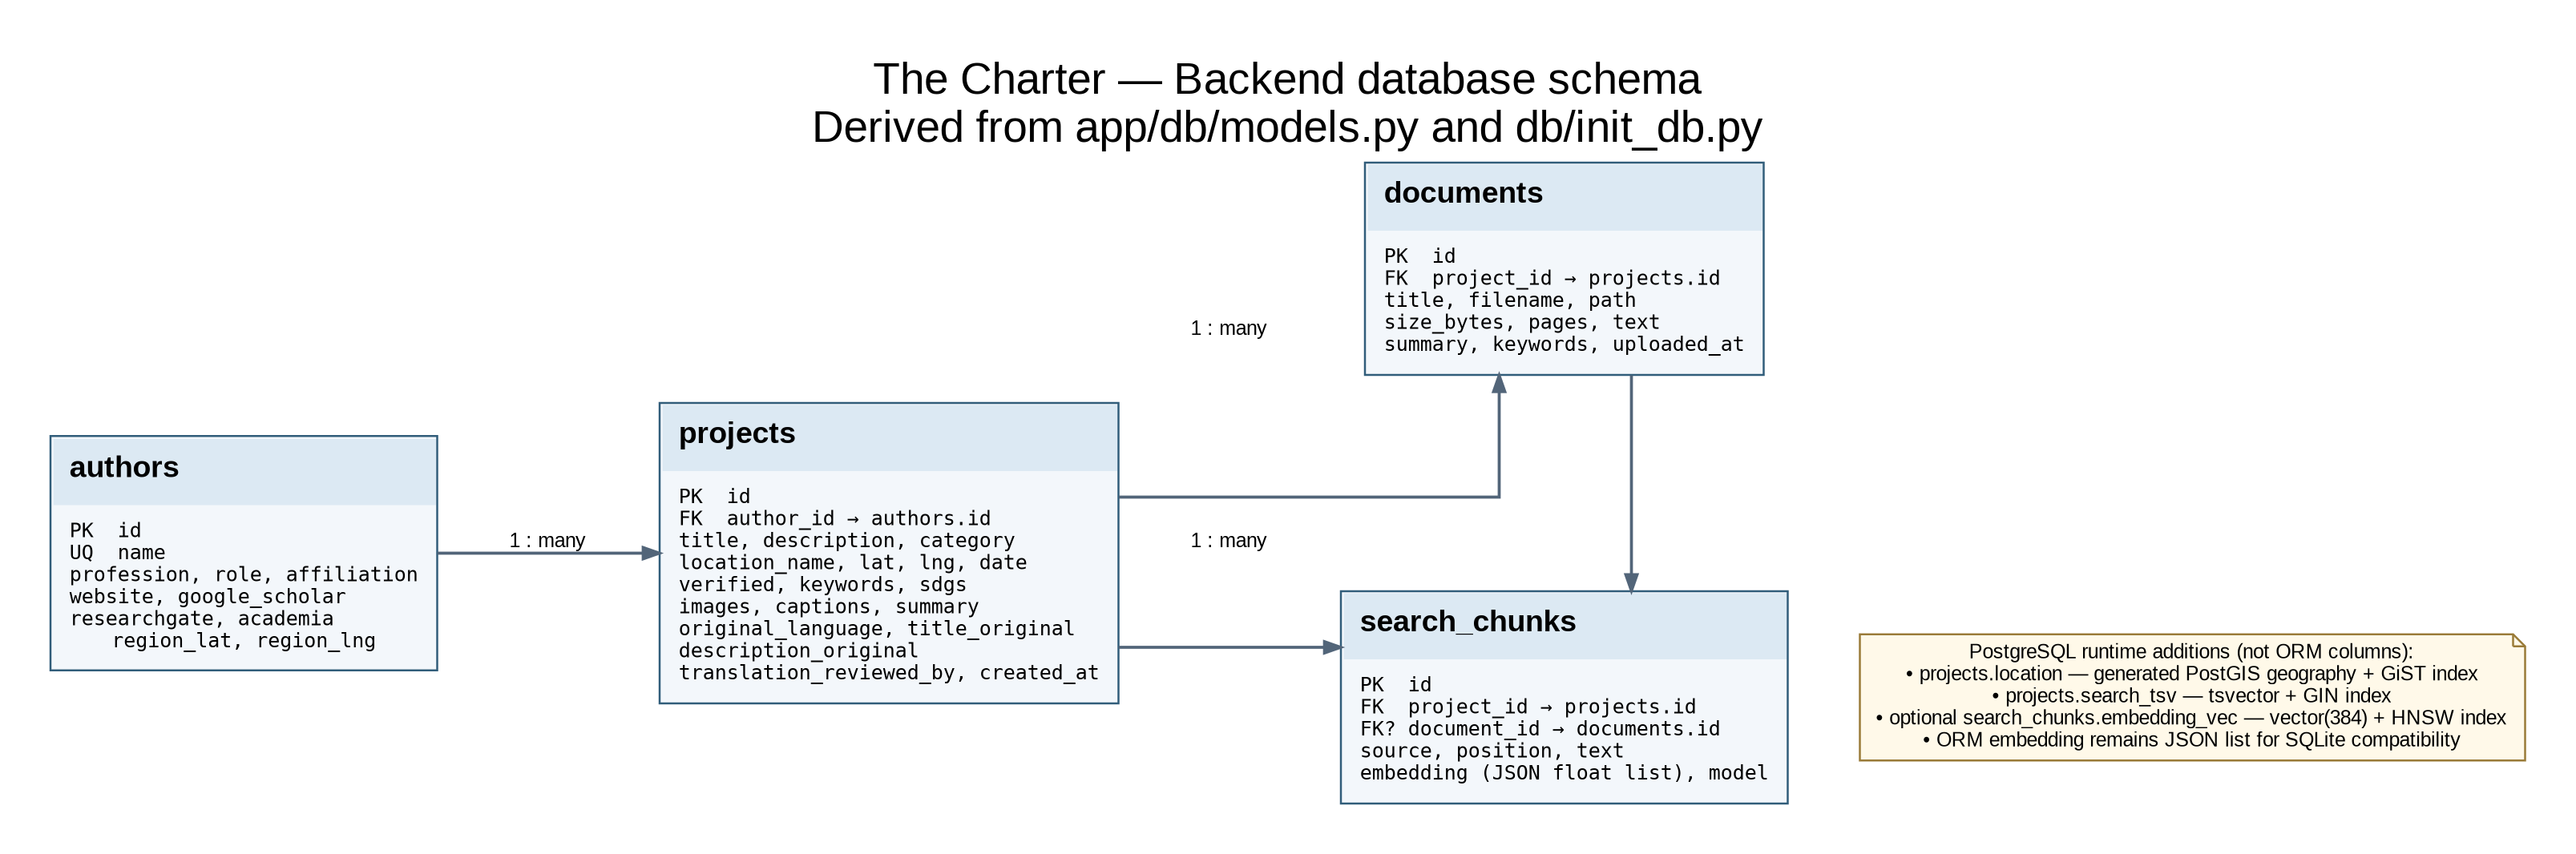 The Charter — Backend database schema
Derived from app/db/models.py and db/init_db.py
documents
PK  id
FK  project_id → projects.id
title, filename, path
size_bytes, pages, text
summary, keywords, uploaded_at
1 : many
projects
PK  id
FK  author_id → authors.id
title, description, category
location_name, lat, lng, date
verified, keywords, sdgs
images, captions, summary
original_language, title_original
description_original
translation_reviewed_by, created_at
authors
PK  id
UQ  name
profession, role, affiliation
website, google_scholar
researchgate, academia
region_lat, region_lng
1 : many
1 : many
search_chunks
PK  id
FK  project_id → projects.id
FK? document_id → documents.id
source, position, text
embedding (JSON float list), model
PostgreSQL runtime additions (not ORM columns):
• projects.location — generated PostGIS geography + GiST index
• projects.search_tsv — tsvector + GIN index
• optional search_chunks.embedding_vec — vector(384) + HNSW index
• ORM embedding remains JSON list for SQLite compatibility